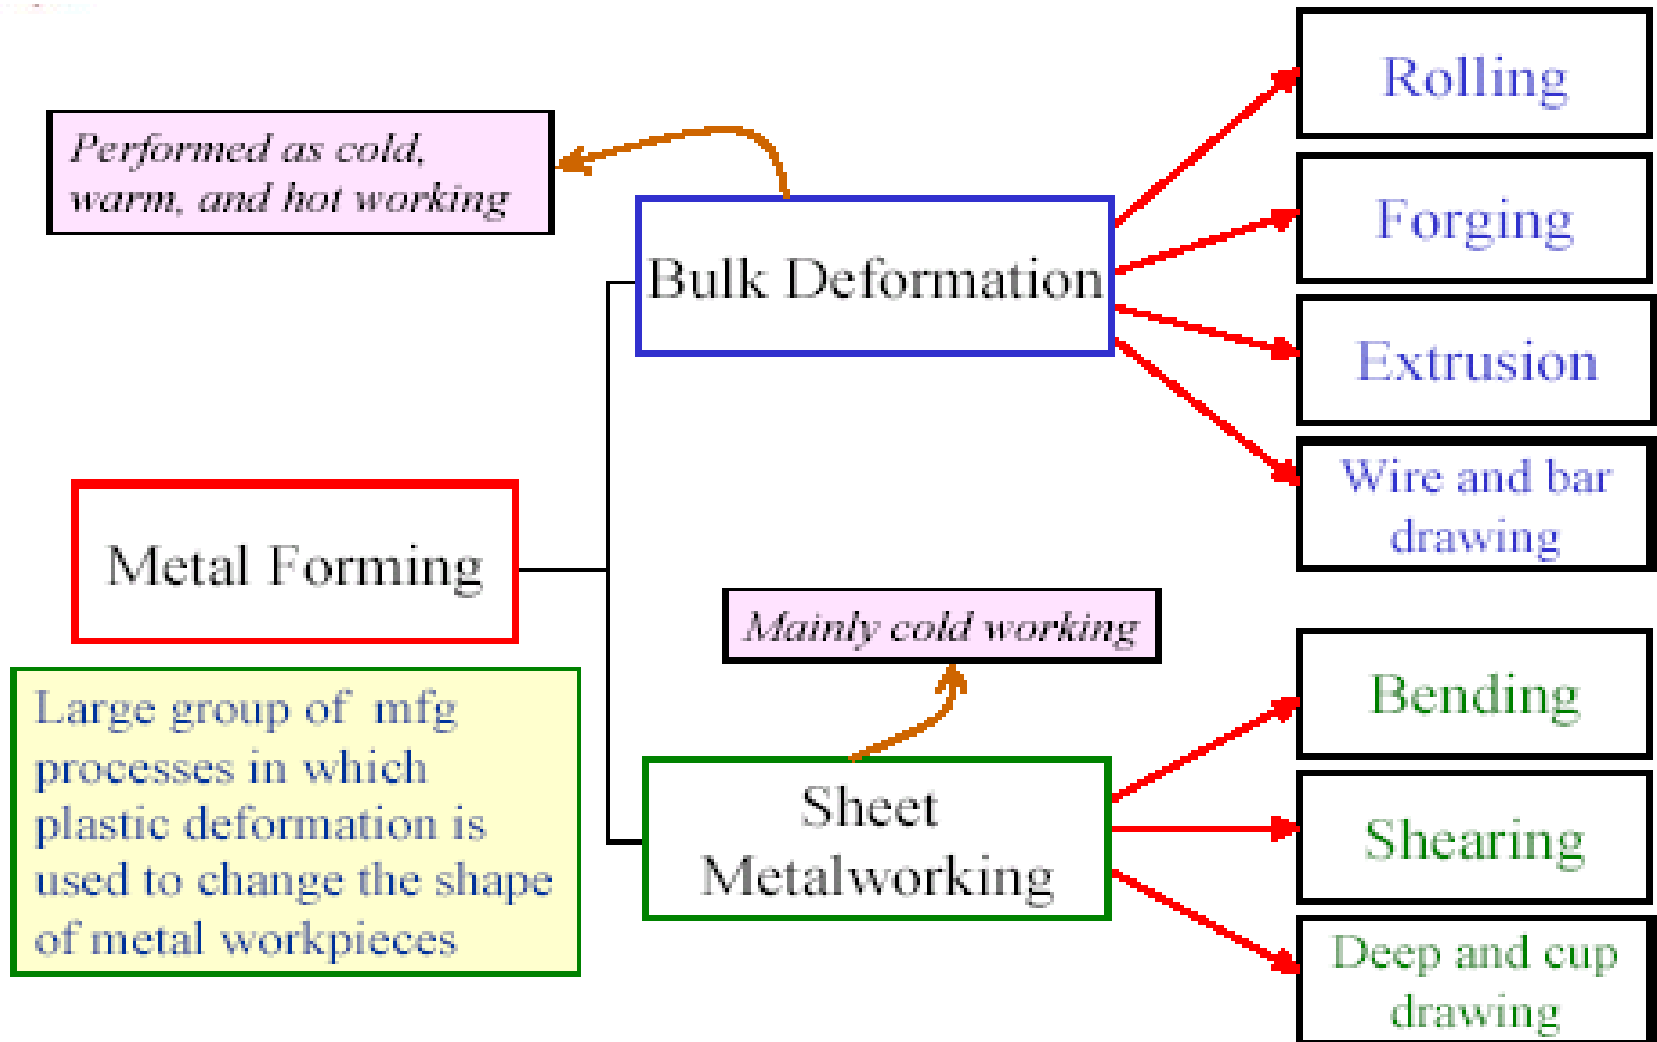 Rolling
Performed as cold,
warm, and hot working
Forging
Bulk Deformation
Extrusion
Wire and bar
drawing
Metal Forming
Mainly cold working
Large group of mfg
processes in which
plastic deformation is
used to change the shape
of metal workpieces
Sheet
Metalworking
Bending
Shearing
Deep and cup
drawing